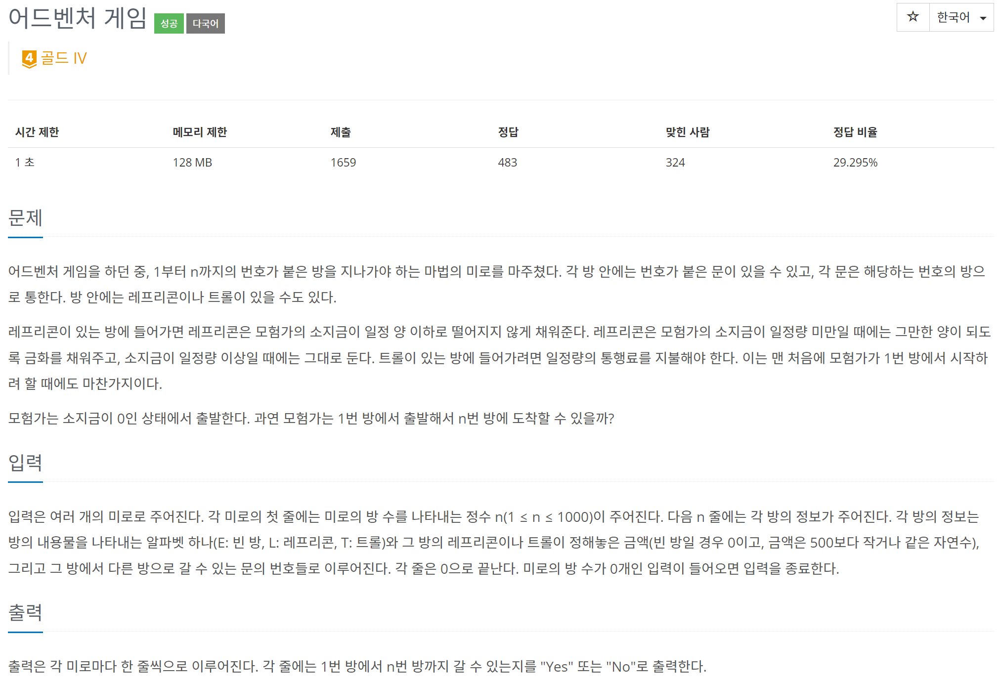 어드벤처 게임 성공 다국어
☆ 한국어
4 골드 IV
시간 제한 메모리 제한 제출 정답 맞힌 사람 정답 비율
1 초 128 MB 1659 483 324 29.295%
문제
어드벤처 게임을 하던 중, 1부터 n까지의 번호가 붙은 방을 지나가야 하는 마법의 미로를 마주쳤다. 각 방 안에는 번호가 붙은 문이 있을 수 있고, 각 문은 해당하는 번호의 방으
로 통한다. 방 안에는 레프리콘이나 트롤이 있을 수도 있다.
레프리콘이 있는 방에 들어가면 레프리콘은 모험가의 소지금이 일정 양 이하로 떨어지지 않게 채워준다. 레프리콘은 모험가의 소지금이 일정량 미만일 때에는 그만한 양이 되도
록 금화를 채워주고, 소지금이 일정량 이상일 때에는 그대로 둔다. 트롤이 있는 방에 들어가려면 일정량의 통행료를 지불해야 한다. 이는 맨 처음에 모험가가 1번 방에서 시작하
려 할 때에도 마찬가지이다.
모험가는 소지금이 0인 상태에서 출발한다. 과연 모험가는 1번 방에서 출발해서 n번 방에 도착할 수 있을까?
입력
입력은 여러 개의 미로로 주어진다. 각 미로의 첫 줄에는 미로의 방 수를 나타내는 정수 n(1 ≤ n ≤ 1000)이 주어진다. 다음 n 줄에는 각 방의 정보가 주어진다. 각 방의 정보는
방의 내용물을 나타내는 알파벳 하나(E: 빈 방, L: 레프리콘, T: 트롤)와 그 방의 레프리콘이나 트롤이 정해놓은 금액(빈 방일 경우 0이고, 금액은 500보다 작거나 같은 자연수),
그리고 그 방에서 다른 방으로 갈 수 있는 문의 번호들로 이루어진다. 각 줄은 0으로 끝난다. 미로의 방 수가 0개인 입력이 들어오면 입력을 종료한다.
출력
출력은 각 미로마다 한 줄씩으로 이루어진다. 각 줄에는 1번 방에서 n번 방까지 갈 수 있는지를 "Yes" 또는 "No"로 출력한다.